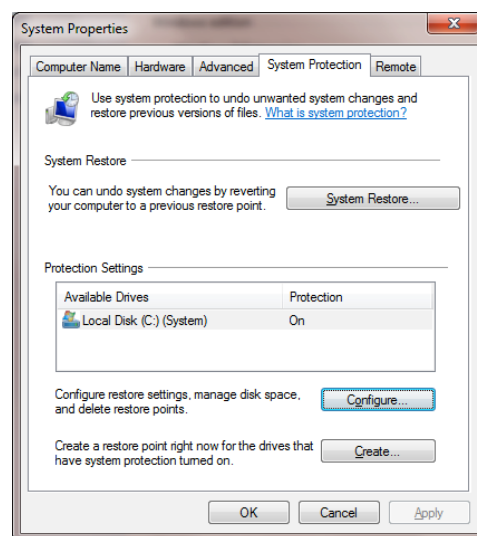 System Properties
Computer Name Hardware Advanced System Protection Remote
Use system protection to undo unwanted system changes and
restore previous versions of files. What is system protection?
System Restore
You can undo system changes by reverting
your computer to a previous restore point.
System Restore...
Protection Settings
Available Drives Protection
Local Disk (C:) (System) On
Configure restore settings, manage disk space,
and delete restore points.
Configure...
Create a restore point right now for the drives that
have system protection turned on.
Create...
OK Cancel Apply